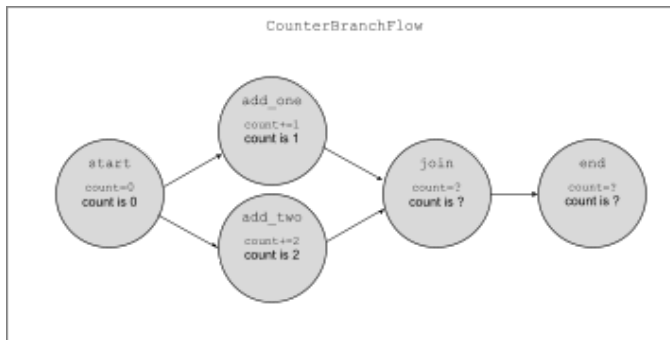 CounterBranchFlow
start
count=0
count is 0
add_one
count+=1
count is 1
add_two
count+=2
count is 2
join
count=?
count is ?
end
count=?
count is ?